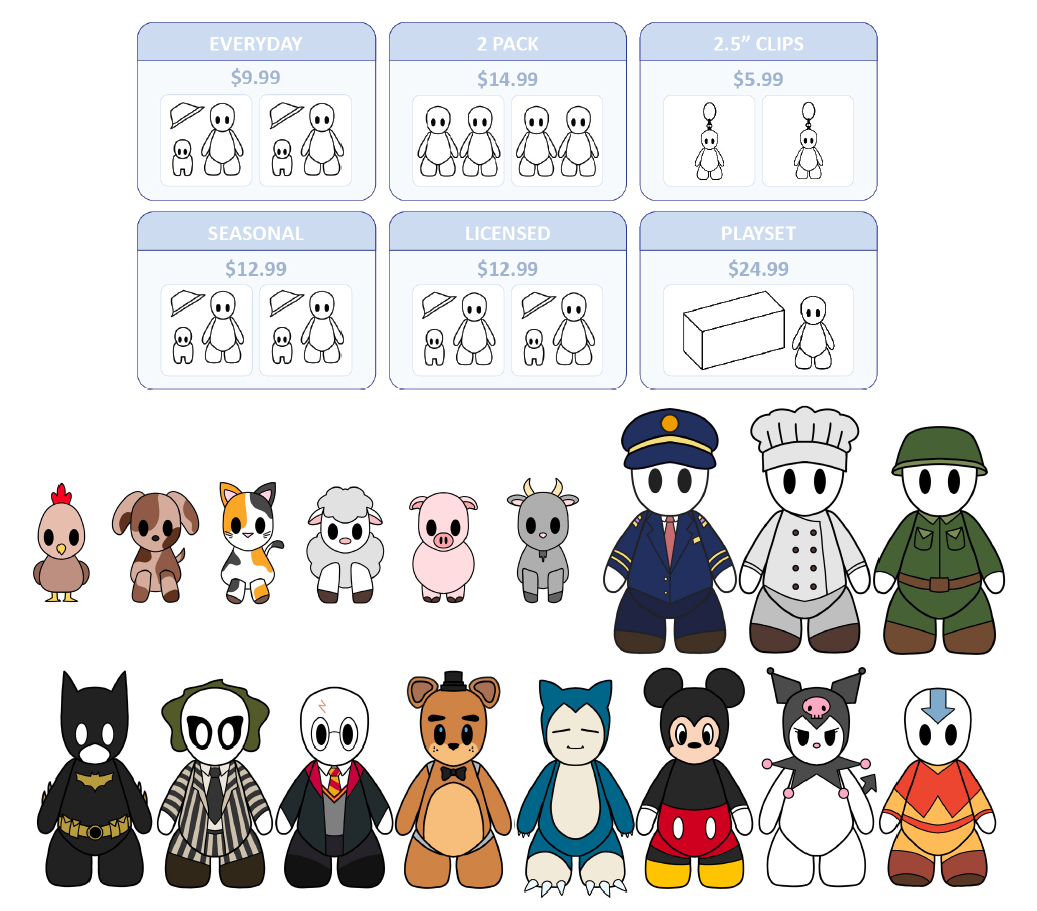 EVERYDAY
$9.99
2 PACK
$14.99
2.5” CLIPS
$5.99
SEASONAL
$12.99
LICENSED
$12.99
PLAYSET
$24.99